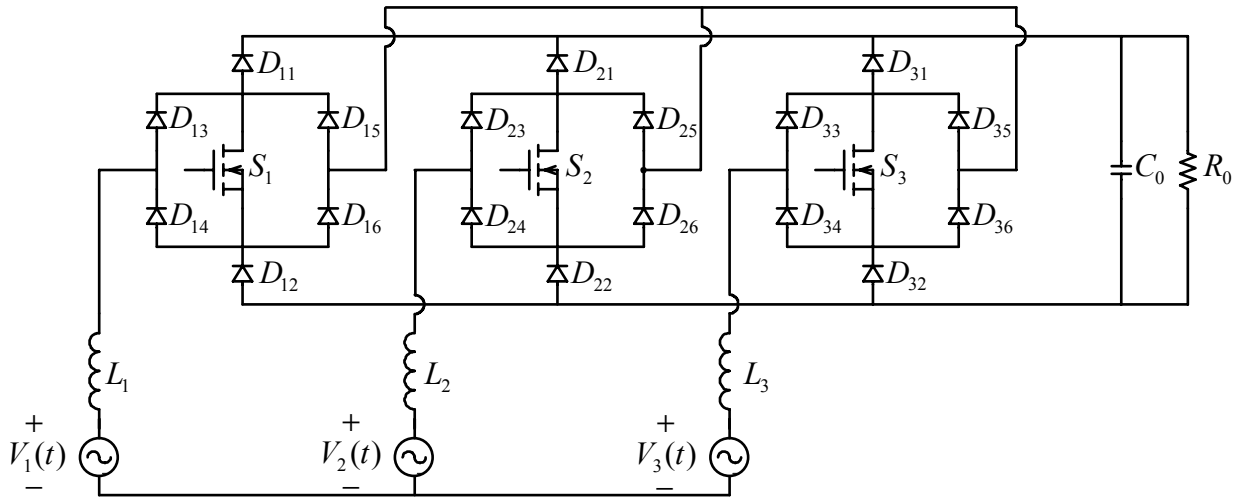 D11 D21 D31
D13 D15 D23 D25 D33 D35
S1 S2 S3 C0 R0
D14 D16 D24 D26 D34 D36
D12 D22 D32
L1 L2 L3
+ + +
V1(t) V2(t) V3(t)
− − −